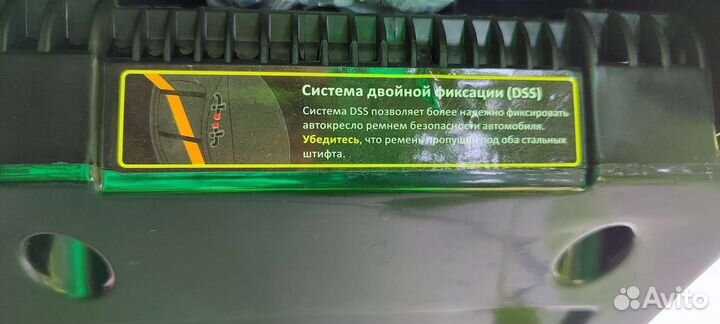 Система двойной фиксации (DSS)
Система DSS позволяет более надежно фиксировать
автокресло ремнем безопасности автомобиля.
Убедитесь, что ремень пропущен под оба стальных
штифта.
Avito